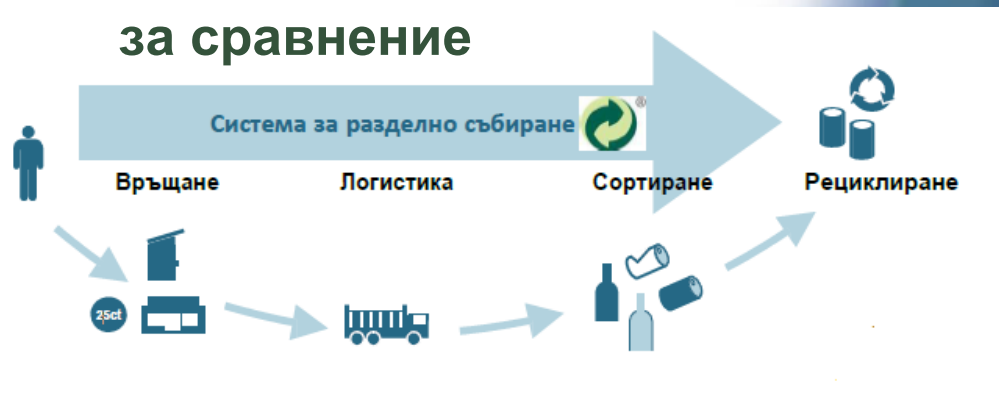 за сравнение
Система за разделно събиране ®
Връщане Логистика Сортиране Рециклиране
25ct